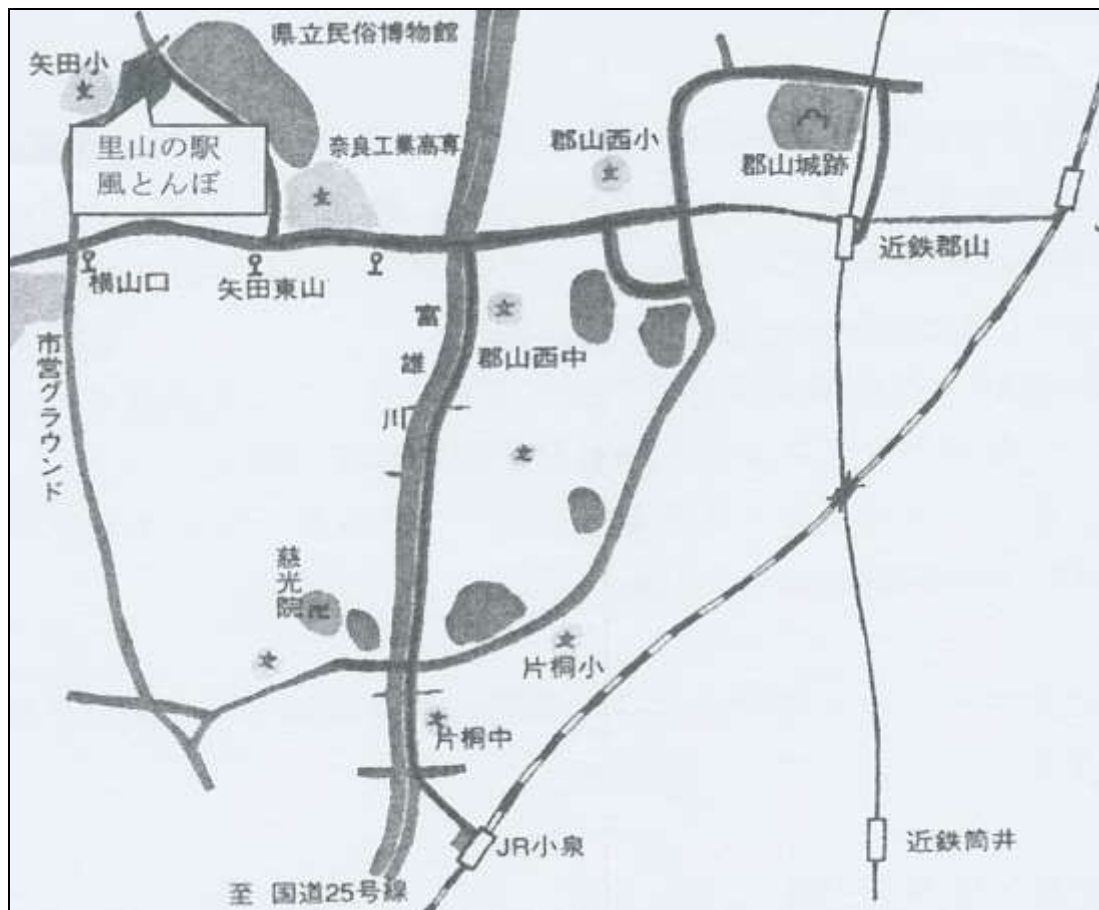 県立民俗博物館
矢田小
里山の駅
風とんぼ
奈良工業高専
郡山西小
郡山城跡
近鉄郡山
横山口
矢田東山
富雄川
郡山西中
市営グラウンド
慈光院
卍
片桐小
片桐中
JR小泉
近鉄筒井
至 国道25号線